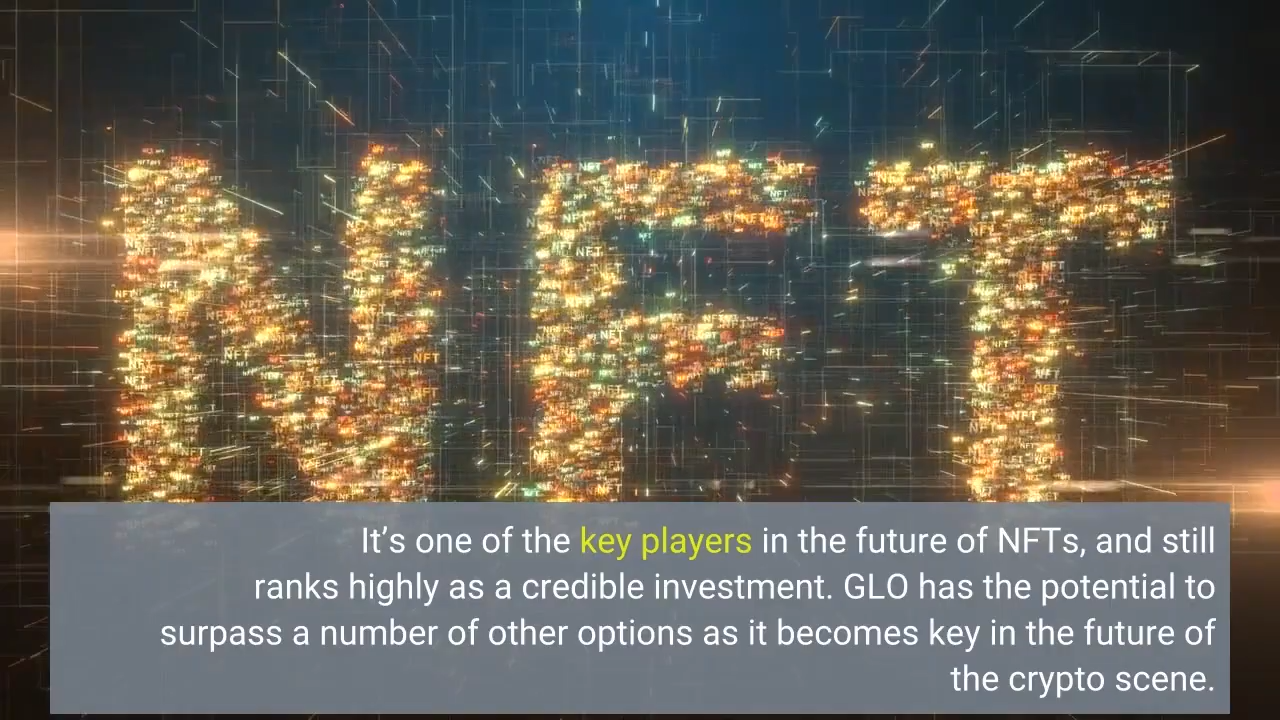 NFT
It’s one of the key players in the future of NFTs, and still
ranks highly as a credible investment. GLO has the potential to
surpass a number of other options as it becomes key in the future of
the crypto scene.